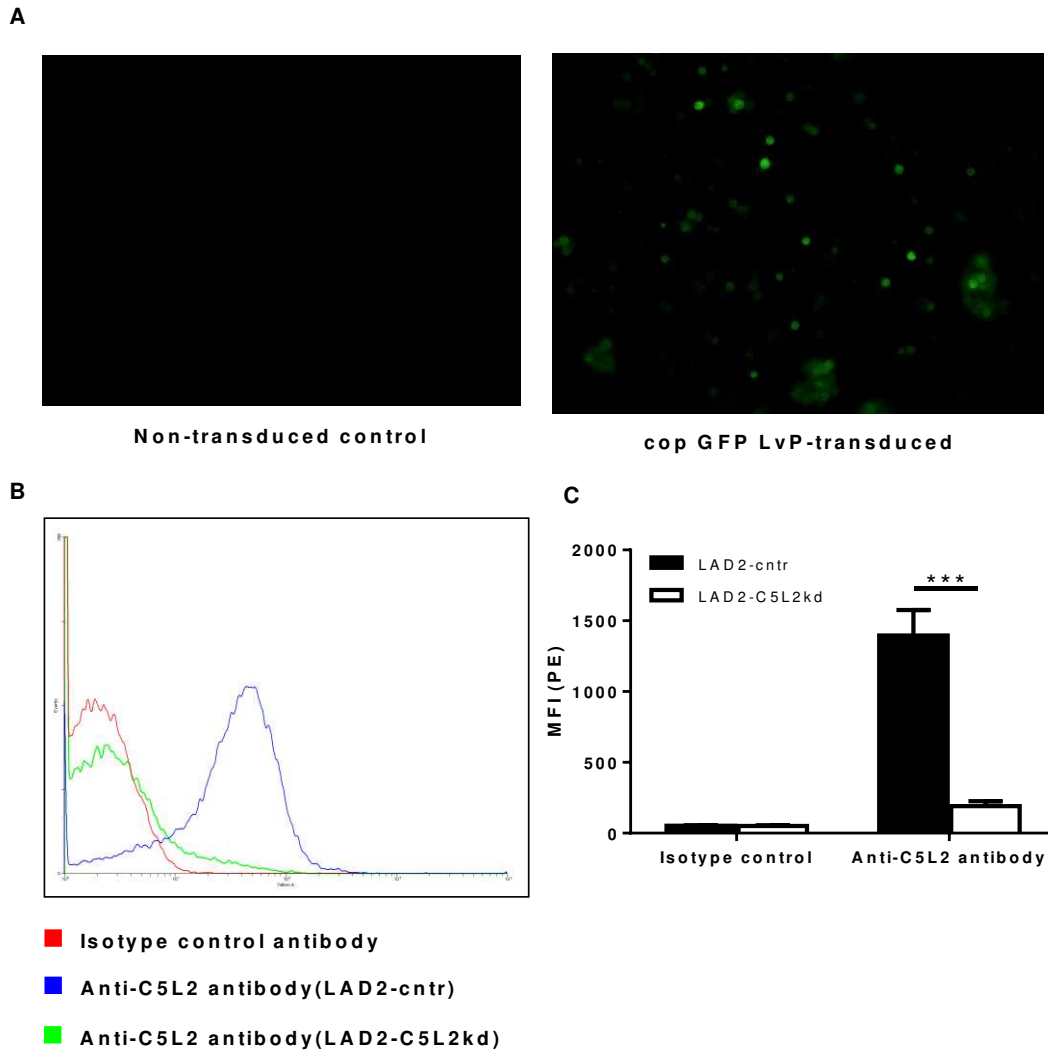 A
Non-transduced control
cop GFP LvP-transduced
B
C
2000
1500
1000
500
0
MFI(PE)
LAD2-cntr
LAD2-C5L2kd
***
Isotype control
Anti-C5L2 antibody
Events
Isotype control antibody
Anti-C5L2 antibody(LAD2-cntr)
Anti-C5L2 antibody(LAD2-C5L2kd)